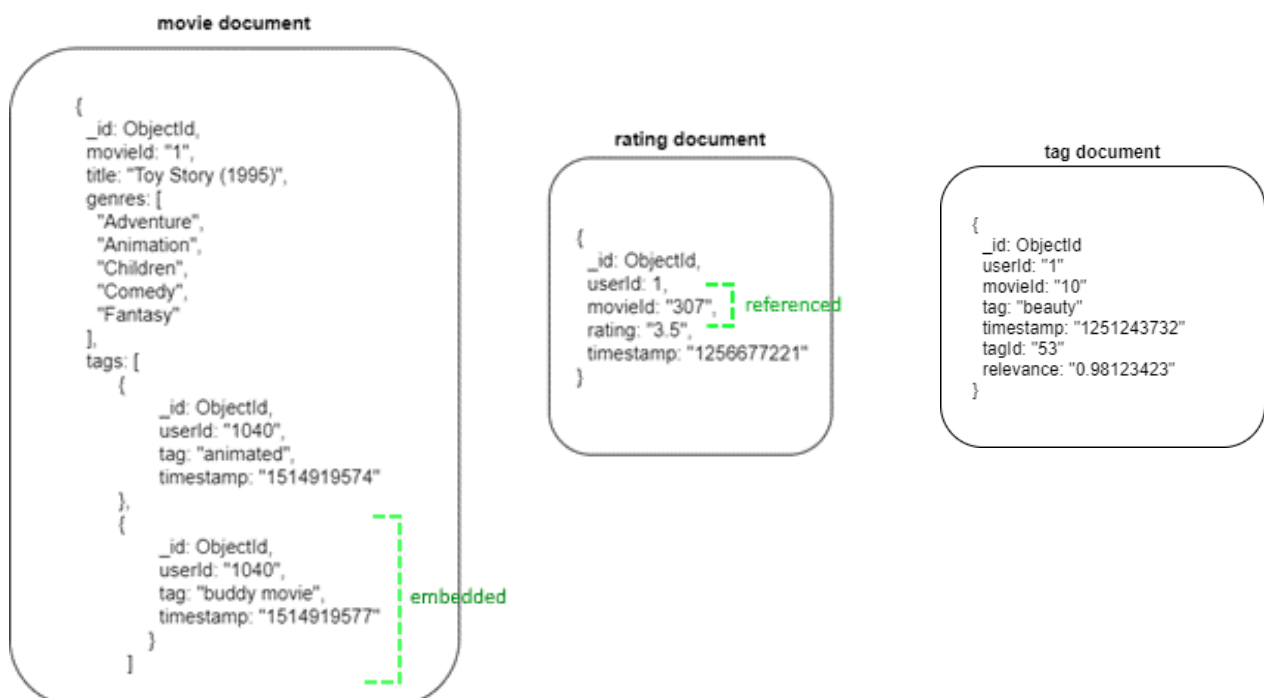 movie document
{
_id: ObjectId,
movieId: "1",
title: "Toy Story (1995)",
genres: [
"Adventure",
"Animation",
"Children",
"Comedy",
"Fantasy"
],
tags: [
{
_id: ObjectId,
userId: "1040",
tag: "animated",
timestamp: "1514919574"
},
{
_id: ObjectId,
userId: "1040",
tag: "buddy movie",
timestamp: "1514919577"
}
]
embedded
rating document
{
_id: ObjectId,
userId: 1,
movieId: "307",
rating: "3.5",
timestamp: "1256677221"
}
referenced
tag document
{
_id: ObjectId
userId: "1"
movieId: "10"
tag: "beauty"
timestamp: "1251243732"
tagId: "53"
relevance: "0.98123423"
}